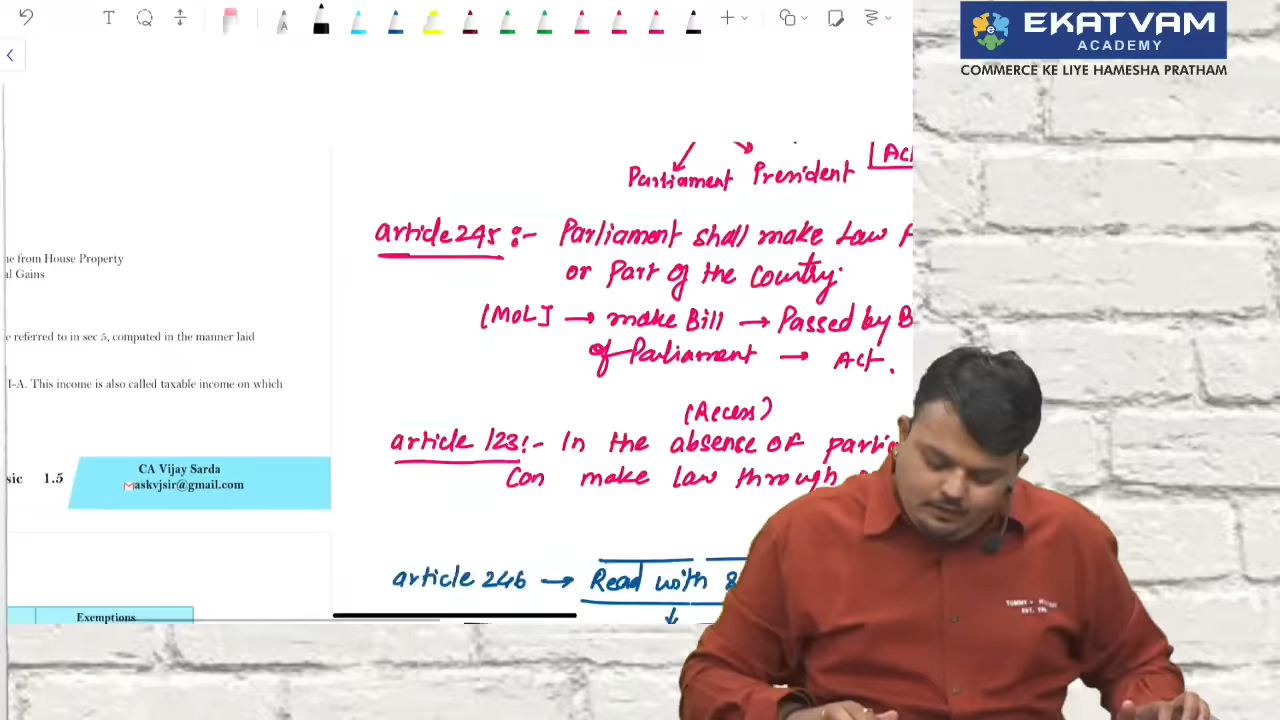 EKATVAM
ACADEMY
COMMERCE KE LIYE HAMESHA PRATHAM
Parliament President
article 245 :- Parliament shall make Law
or Part of the Country.
[MOL] → make Bill → Passed by
of Parliament → Act.
(Access)
article 123 :- In the absence of
Can make law through
article 246 → Read with
ne from House Property
al Gains
e referred to in sec 5, computed in the manner laid
I-A. This income is also called taxable income on which
sic 1.5
CA Vijay Sarda
askvjsir@gmail.com
Exemptions